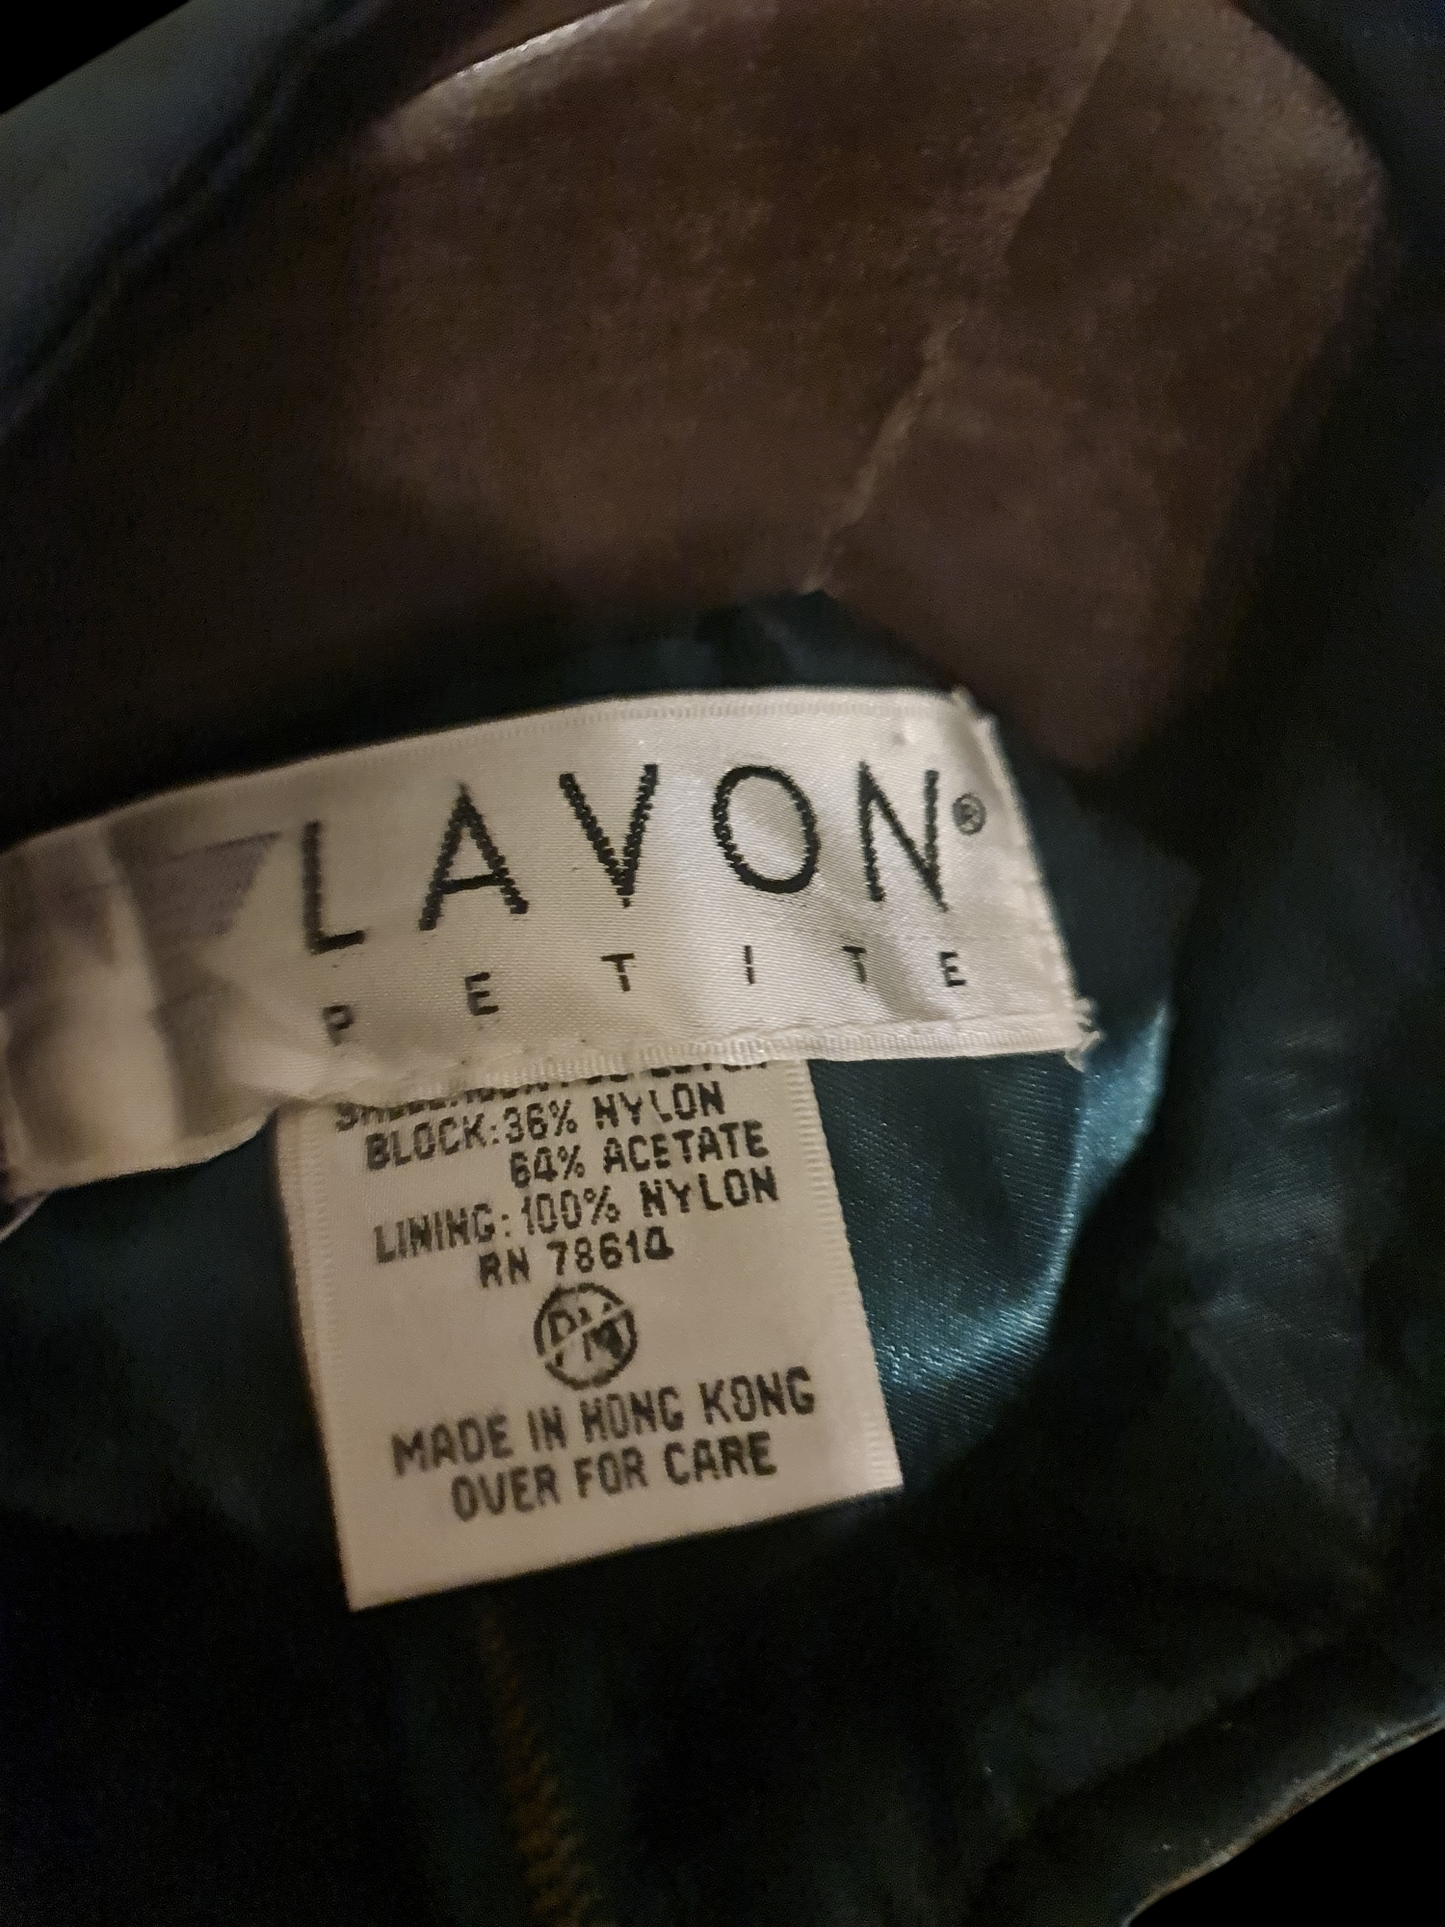 LAVON®
PETITE
BLOCK:36% NYLON
64% ACETATE
LINING:100% NYLON
RN 78614
PM
MADE IN HONG KONG
OVER FOR CARE